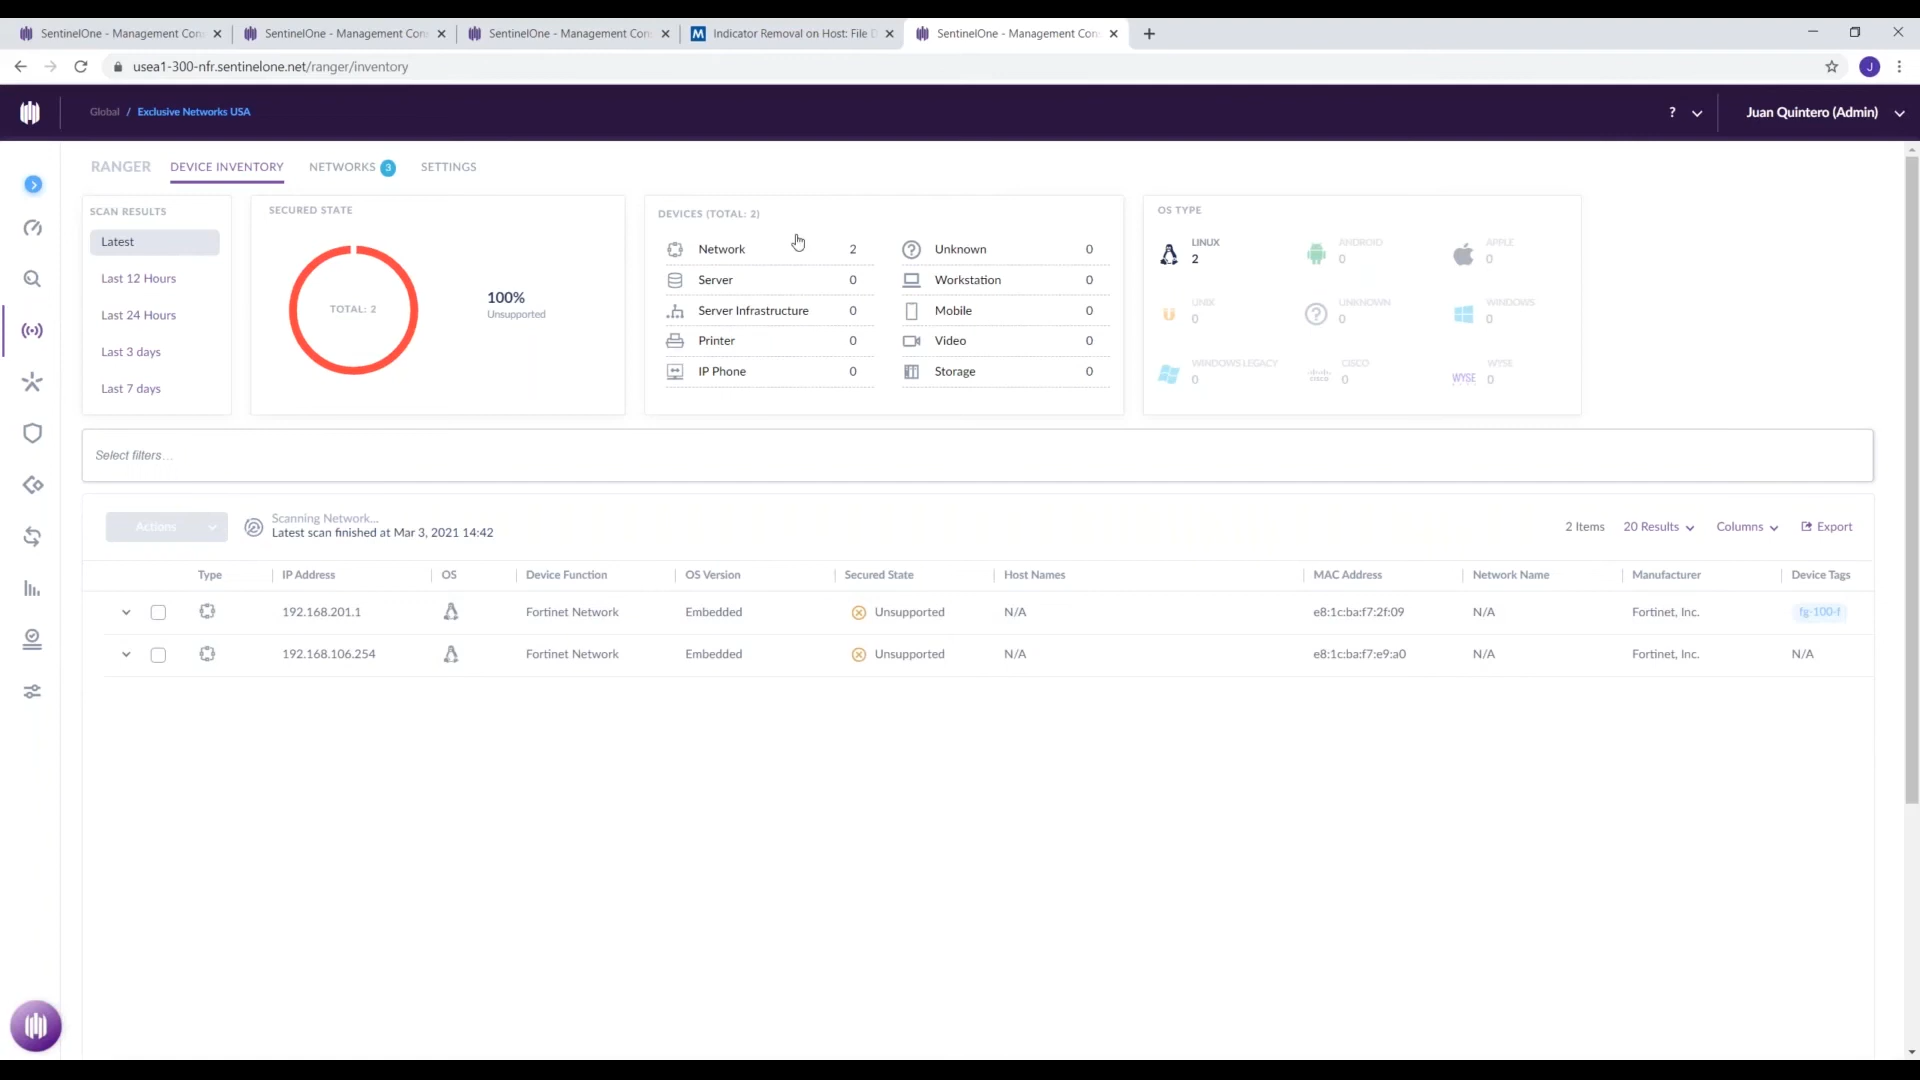 SentinelOne - Management Con
SentinelOne - Management Con
SentinelOne - Management Con
M Indicator Removal on Host: File D
SentinelOne - Management Con
usea1-300-nfr.sentinelone.net/ranger/inventory
J
Global / Exclusive Networks USA
?
Juan Quintero (Admin)
RANGER
DEVICE INVENTORY
NETWORKS 3
SETTINGS
SCAN RESULTS
Latest
Last 12 Hours
Last 24 Hours
Last 3 days
Last 7 days
SECURED STATE
TOTAL: 2
100%
Unsupported
DEVICES (TOTAL: 2)
Network 2
Server 0
Server Infrastructure 0
Printer 0
IP Phone 0
Unknown 0
Workstation 0
Mobile 0
Video 0
Storage 0
OS TYPE
LINUX
2
ANDROID
0
APPLE
0
UNIX
0
UNKNOWN
0
WINDOWS
0
WINDOWS LEGACY
0
cisco
CISCO
0
WYSE
WYSE
0
Select filters...
Actions
Scanning Network...
Latest scan finished at Mar 3, 2021 14:42
2 Items
20 Results
Columns
Export
Type IP Address OS Device Function OS Version Secured State Host Names MAC Address Network Name Manufacturer Device Tags
192.168.201.1 Fortinet Network Embedded Unsupported N/A e8:1c:ba:f7:2f:09 N/A Fortinet, Inc. fg-100-f
192.168.106.254 Fortinet Network Embedded Unsupported N/A e8:1c:ba:f7:e9:a0 N/A Fortinet, Inc. N/A